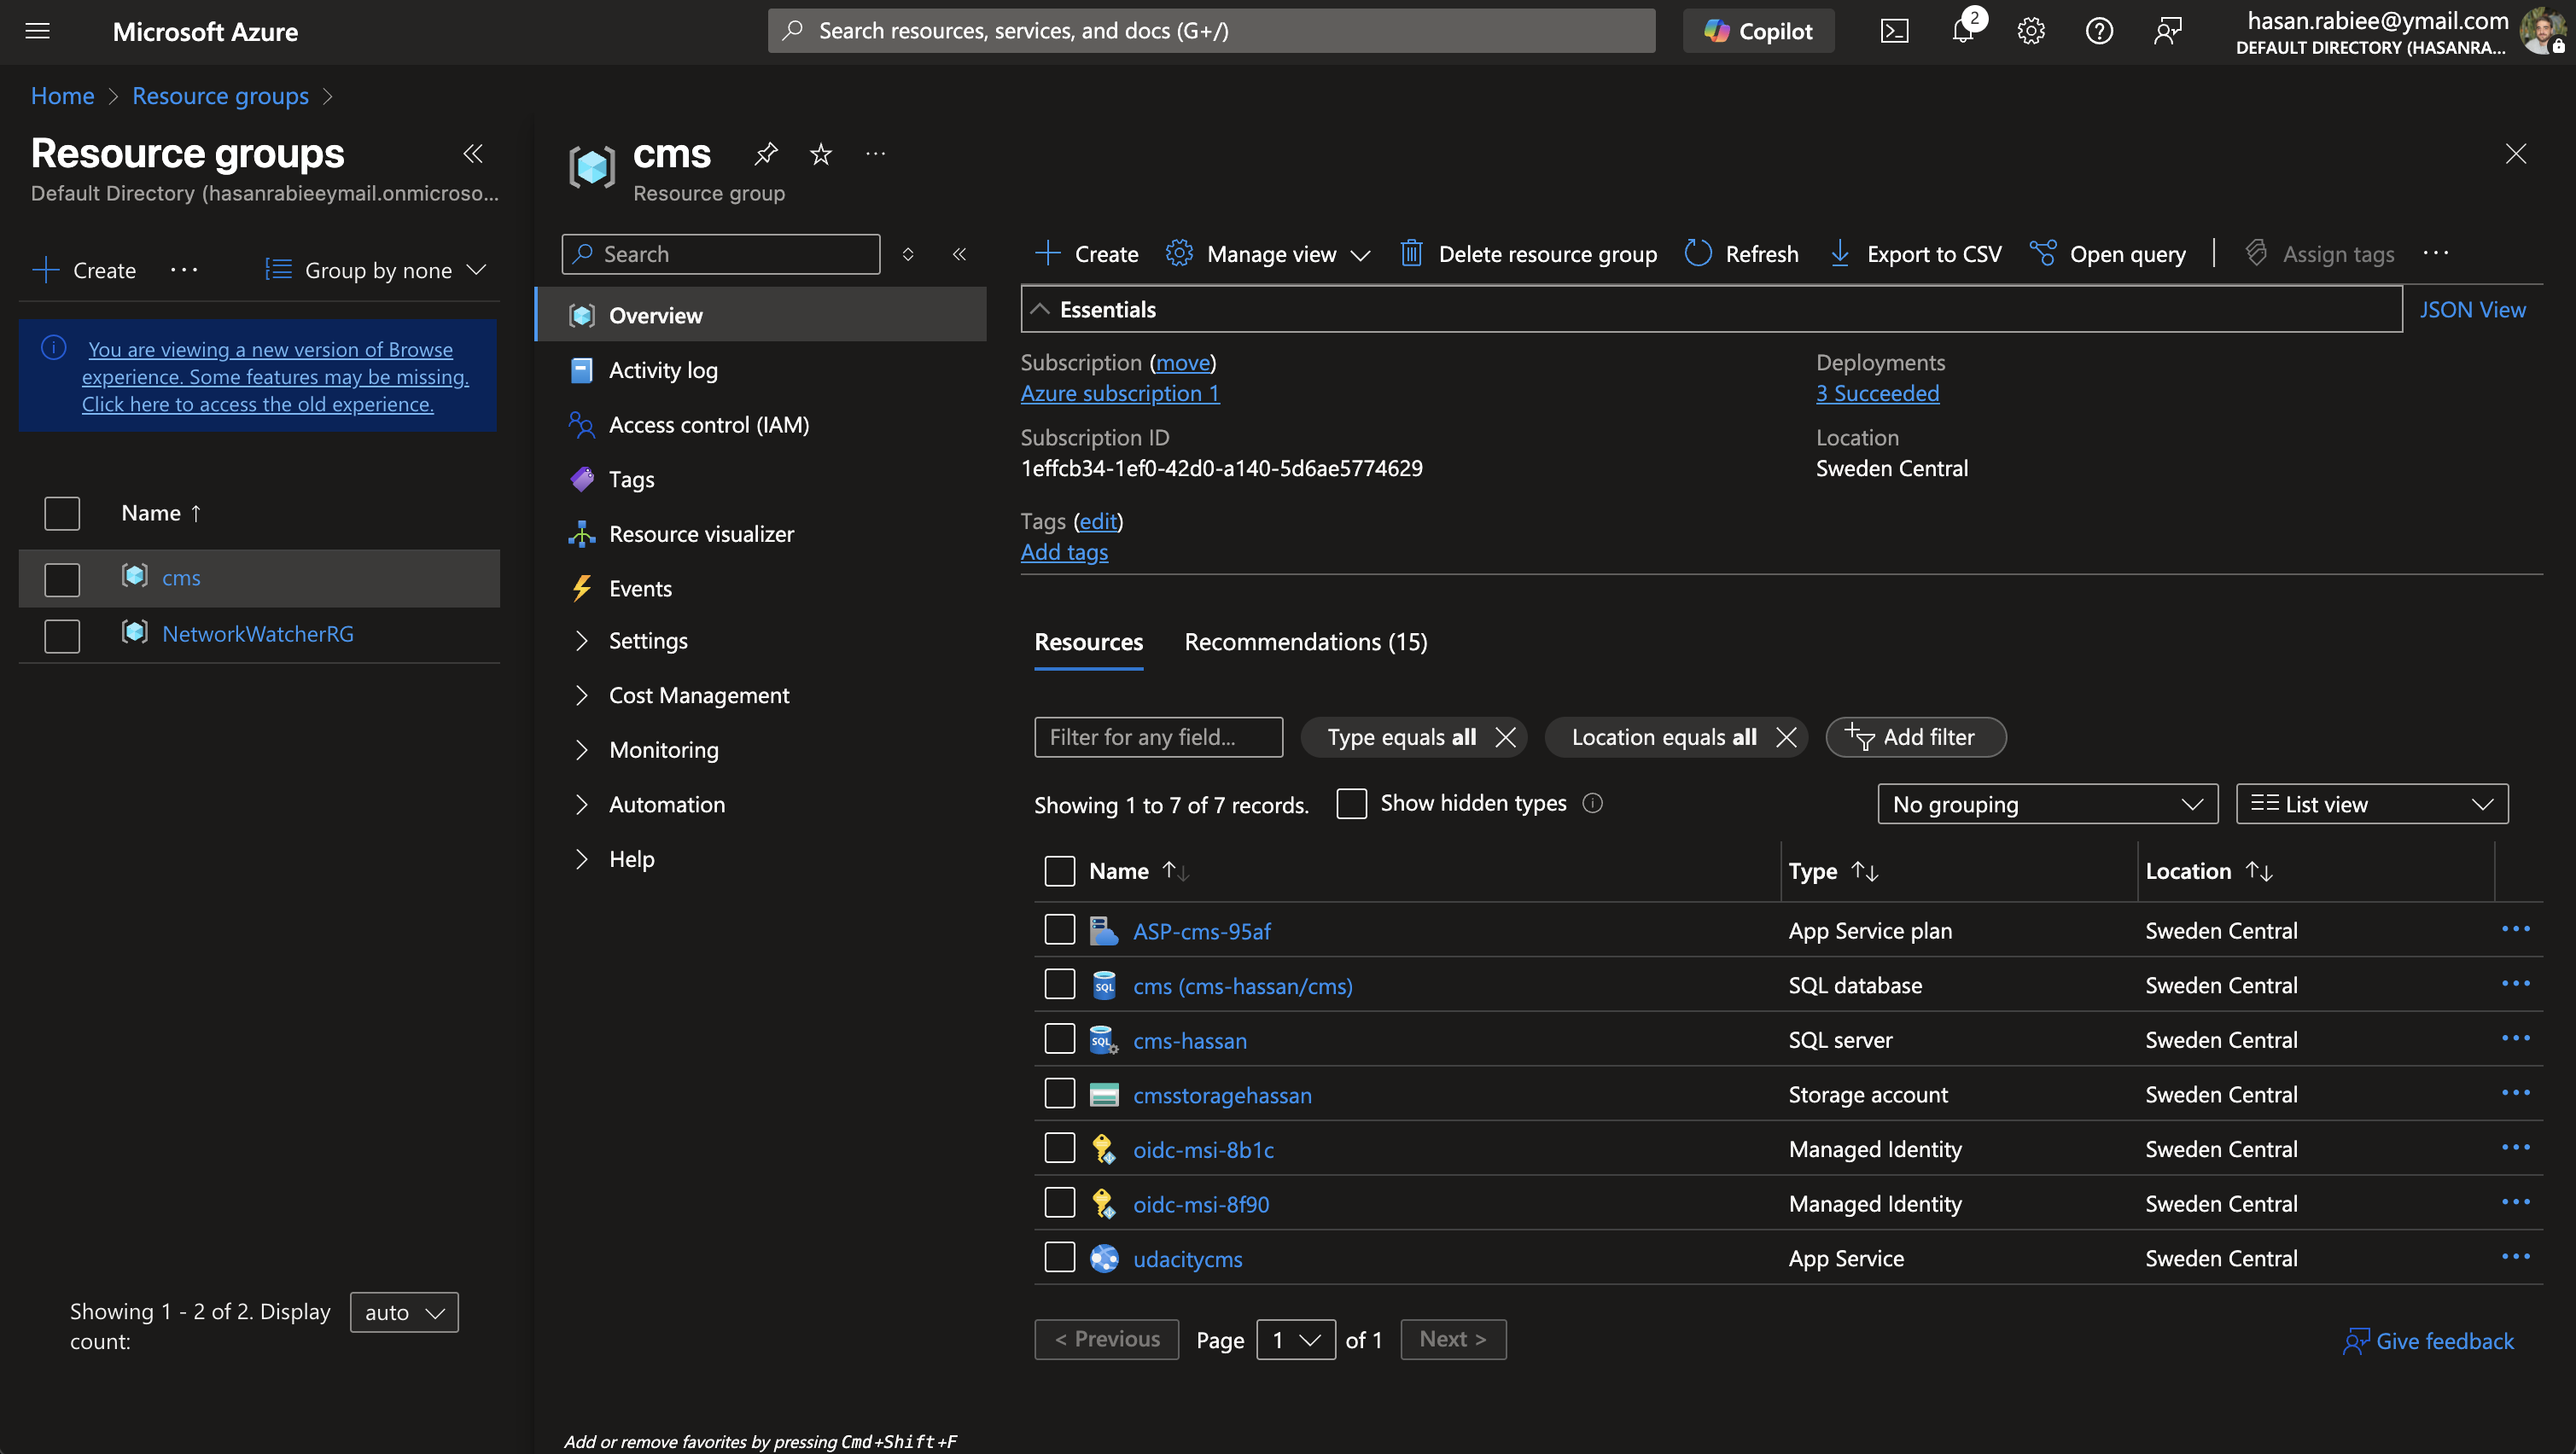 Microsoft Azure
Search resources, services, and docs (G+/)
Copilot
2
hasan.rabiee@ymail.com
DEFAULT DIRECTORY (HASANRA...
Home > Resource groups >
Resource groups
Default Directory (hasanrabieeymail.onmicroso...
Create
Group by none
You are viewing a new version of Browse
experience. Some features may be missing.
Click here to access the old experience.
Name ↑
cms
NetworkWatcherRG
Showing 1 - 2 of 2. Display
count:
auto
cms
Resource group
Search
Overview
Activity log
Access control (IAM)
Tags
Resource visualizer
Events
Settings
Cost Management
Monitoring
Automation
Help
Add or remove favorites by pressing Cmd+Shift+F
Create
Manage view
Delete resource group
Refresh
Export to CSV
Open query
Assign tags
Essentials
JSON View
Subscription (move)
Azure subscription 1
Subscription ID
1effcb34-1ef0-42d0-a140-5d6ae5774629
Tags (edit)
Add tags
Deployments
3 Succeeded
Location
Sweden Central
Resources
Recommendations (15)
Filter for any field...
Type equals all
Location equals all
Add filter
Showing 1 to 7 of 7 records.
Show hidden types
No grouping
List view
Name ↑↓ Type ↑↓ Location ↑↓
ASP-cms-95af App Service plan Sweden Central
cms (cms-hassan/cms) SQL database Sweden Central
cms-hassan SQL server Sweden Central
cmsstoragehassan Storage account Sweden Central
oidc-msi-8b1c Managed Identity Sweden Central
oidc-msi-8f90 Managed Identity Sweden Central
udacitycms App Service Sweden Central
< Previous
Page 1 of 1
Next >
Give feedback